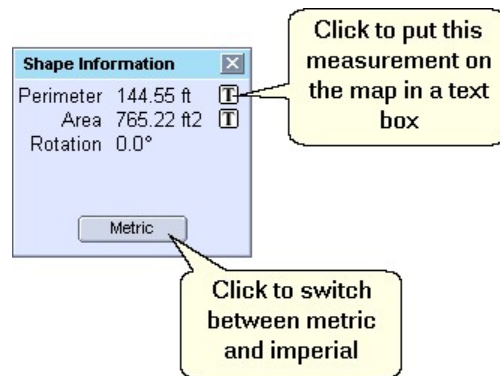 Click to put this
measurement on
the map in a text
box
Shape Information
Perimeter 144.55 ft T
Area 765.22 ft2 T
Rotation 0.0°
Metric
Click to switch
between metric
and imperial